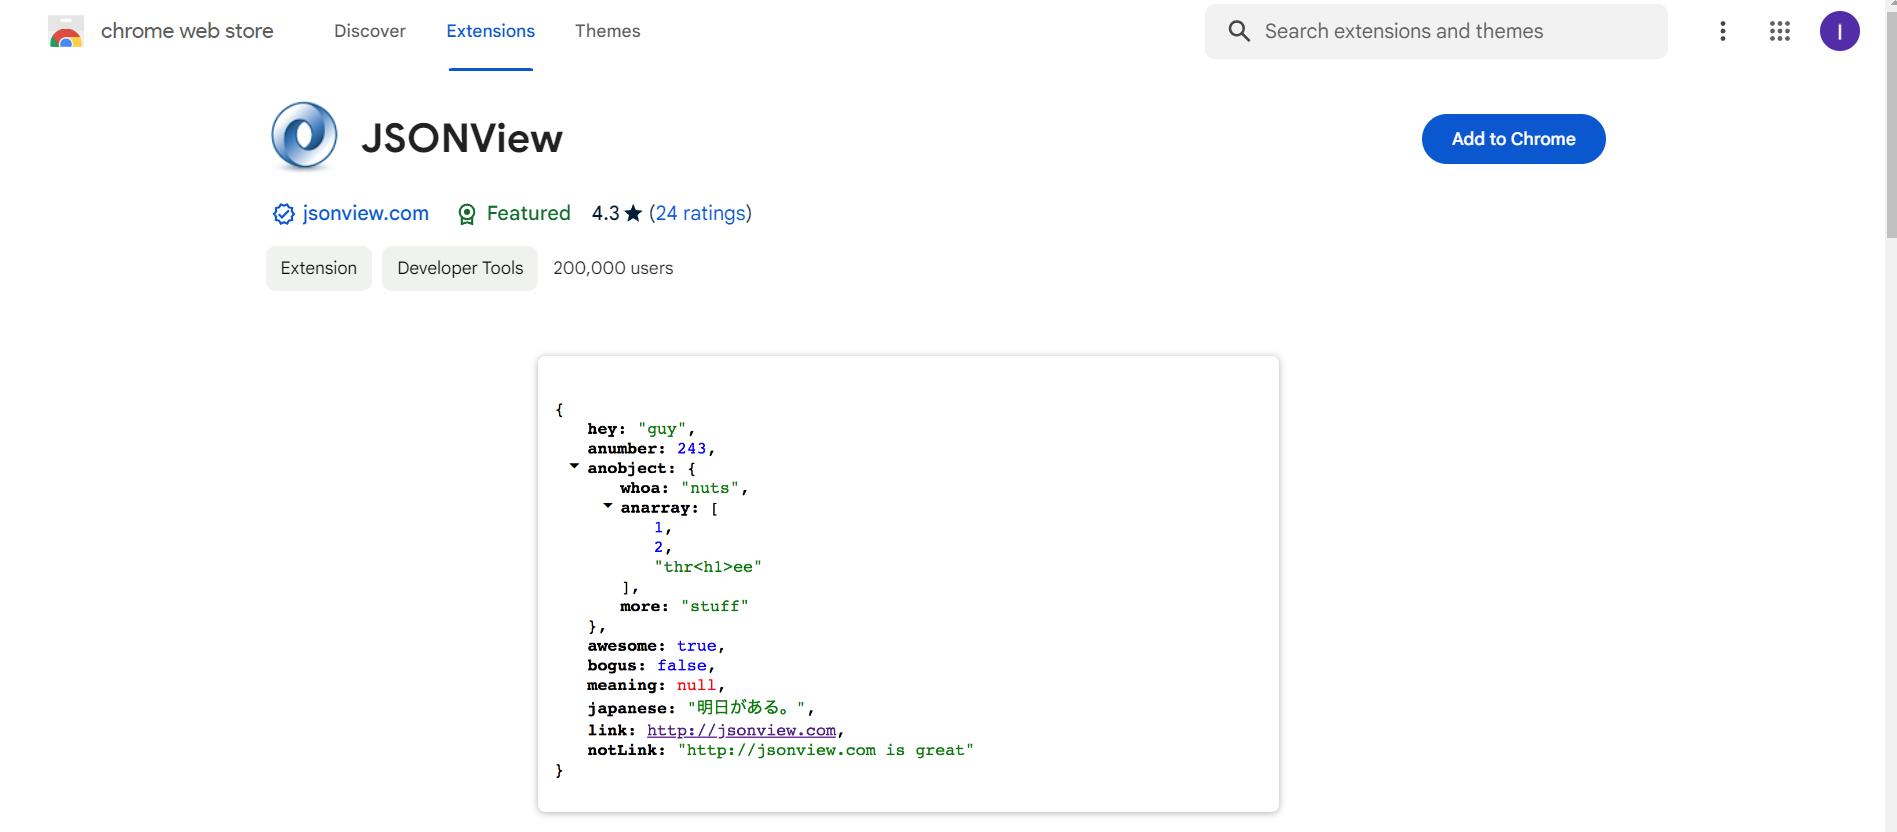 chrome web store Discover Extensions Themes Search extensions and themes I
JSONView Add to Chrome
jsonview.com Featured 4.3★ (24 ratings)
Extension Developer Tools 200,000 users
{
hey: "guy",
anumber: 243,
anobject: {
whoa: "nuts",
anarray: [
1,
2,
"thr<h1>ee"
],
more: "stuff"
},
awesome: true,
bogus: false,
meaning: null,
japanese: "明日がある。",
link: http://jsonview.com,
notLink: "http://jsonview.com is great"
}